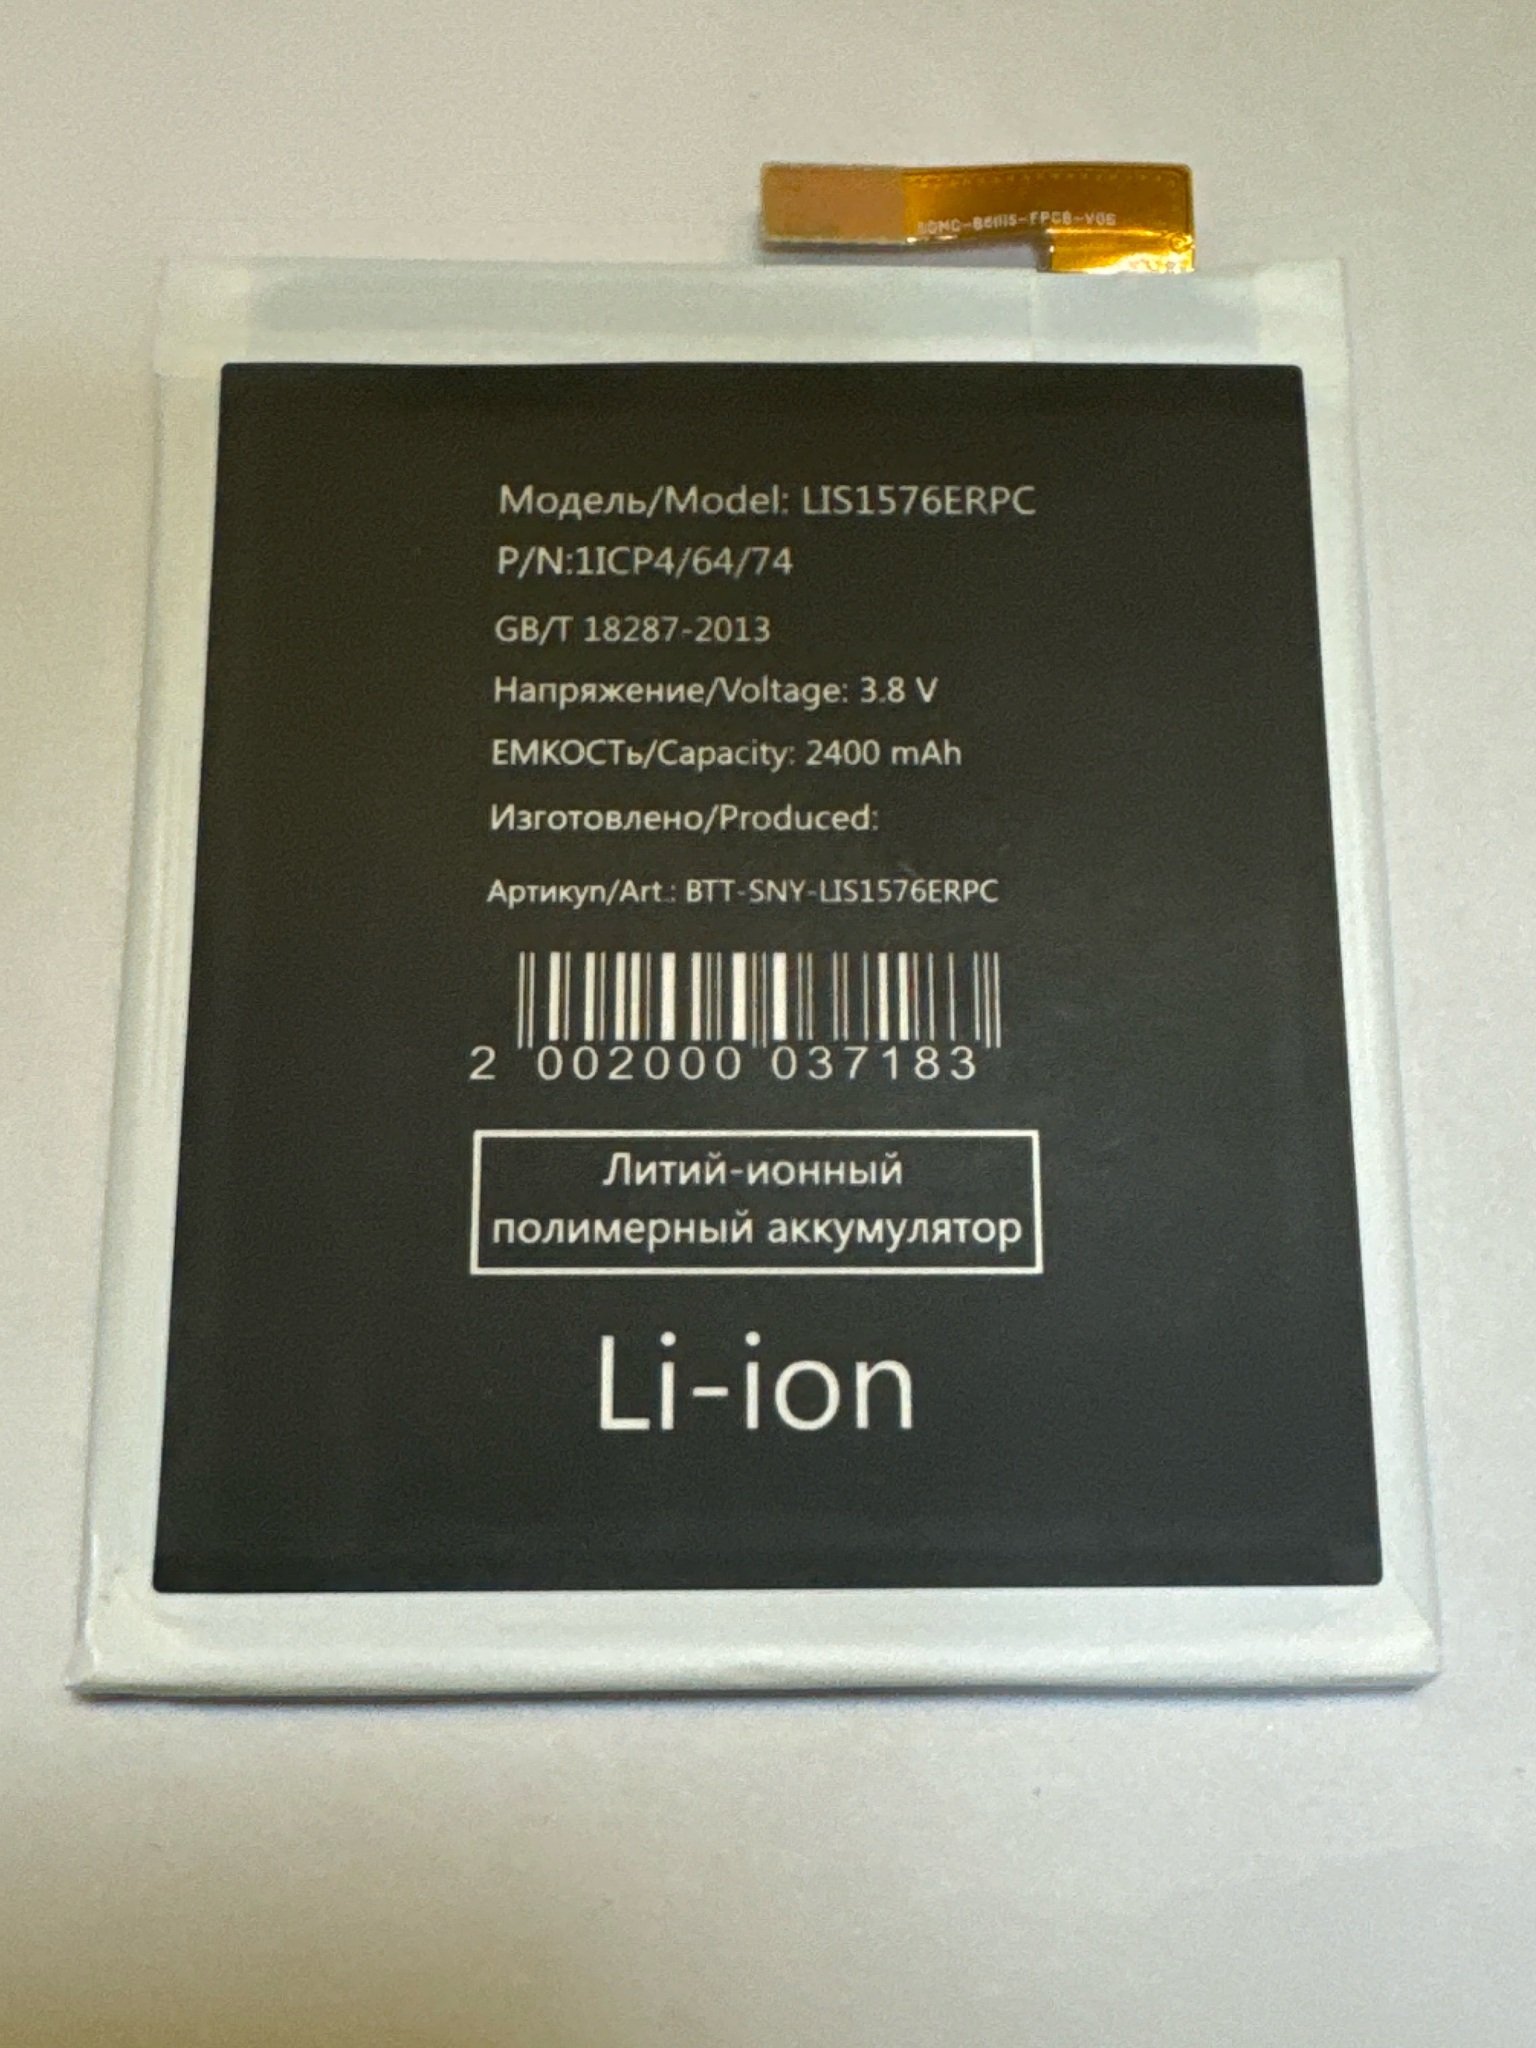 Модель/Model: LIS1576ERPC
P/N:1ICP4/64/74
GB/T 18287-2013
Напряжение/Voltage: 3.8 V
ЕМКОСТь/Capacity: 2400 mAh
Изготовлено/Produced:
Артикул/Art.: BTT-SNY-LIS1576ERPC
2 002000 037183
Литий-ионный
полимерный аккумулятор
Li-ion